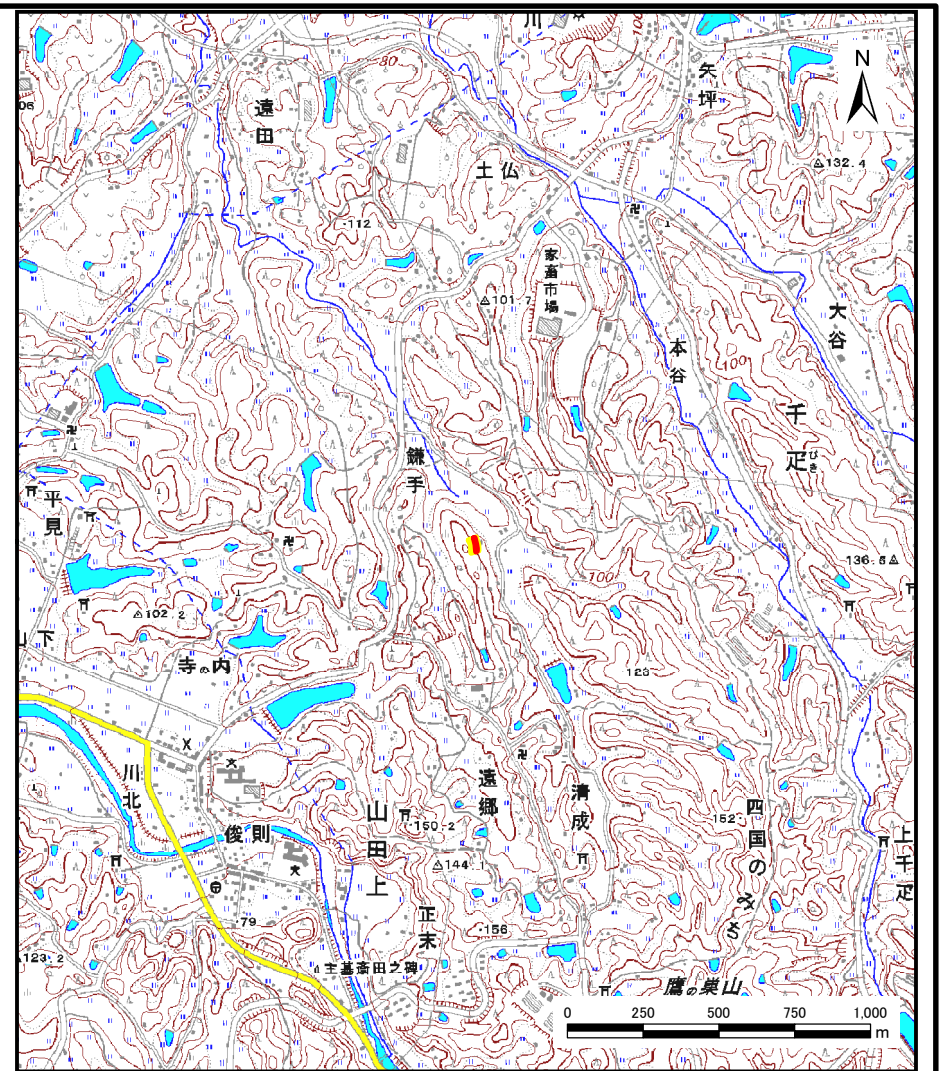 川
100
N
矢坪
80
06
遠田
△132.4
土仏
·112
家畜市場
△101.7
大谷
本谷
100
千疋
びき
鎌手
平見
136.5△
100
△102.2
山下
寺の内
123
川北
遠郷
清成
山田上
四国のみち
152
·150.2
俊則
△144.1
上千疋
正末
·79
·156
123.2
主基斎田之碑
鷹の巣山
0 250 500 750 1,000
m